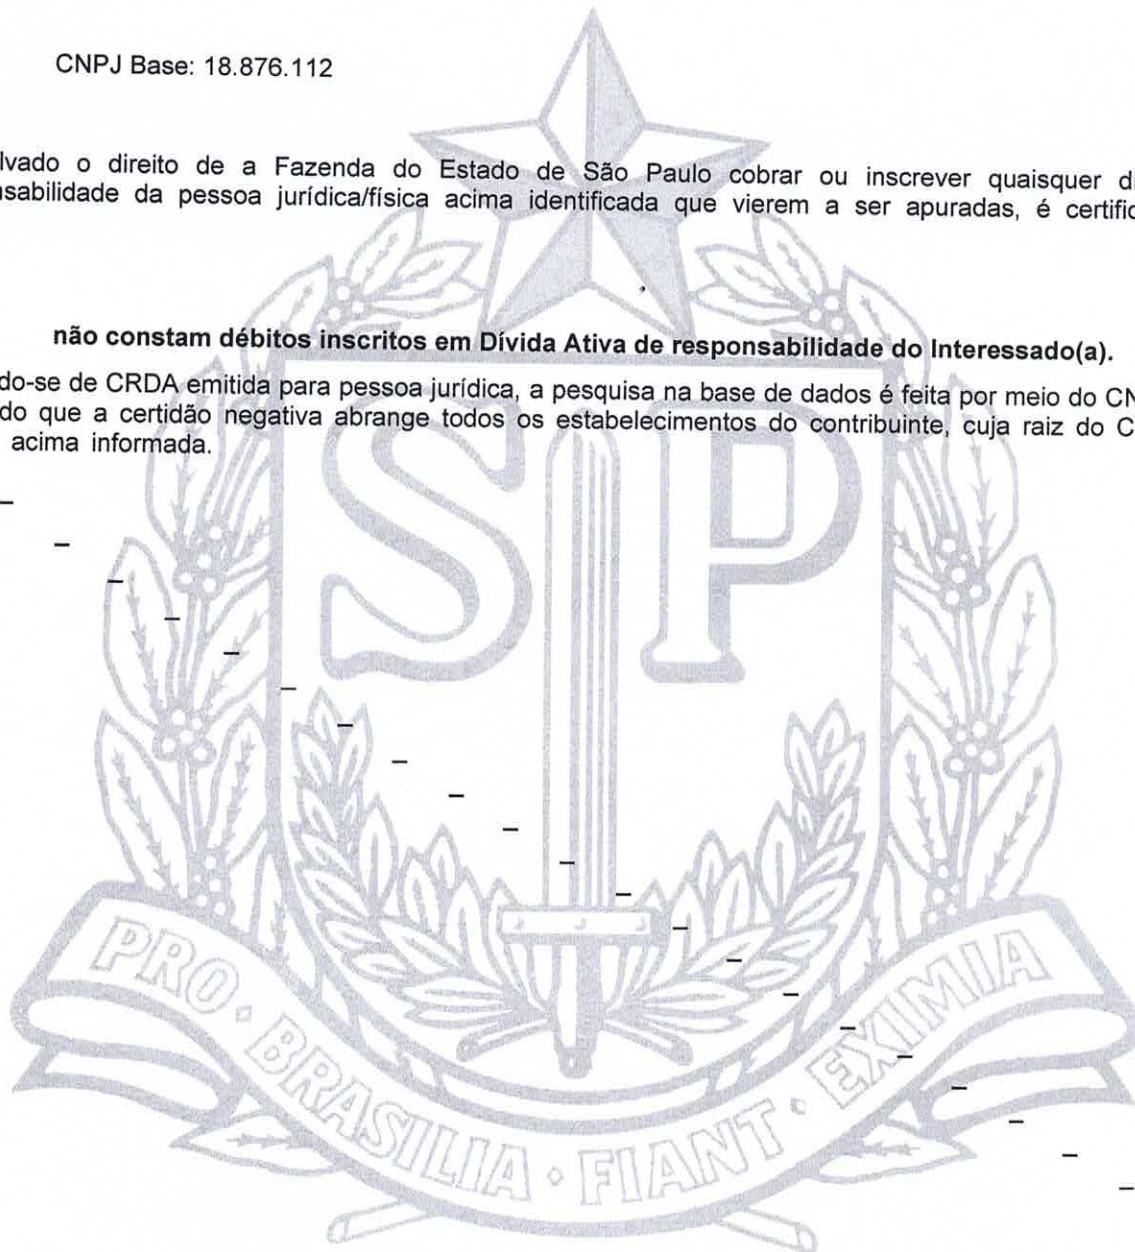 CNPJ Base: 18.876.112
lvado o direito de a Fazenda do Estado de São Paulo cobrar ou inscrever quaisquer d
nsabilidade da pessoa jurídica/física acima identificada que vierem a ser apuradas, é certific
não constam débitos inscritos em Dívida Ativa de responsabilidade do Interessado(a).
do-se de CRDA emitida para pessoa jurídica, a pesquisa na base de dados é feita por meio do CN
do que a certidão negativa abrange todos os estabelecimentos do contribuinte, cuja raiz do C
acima informada.
SP
PRO • BRASILIA • FIANT • EXIMIA